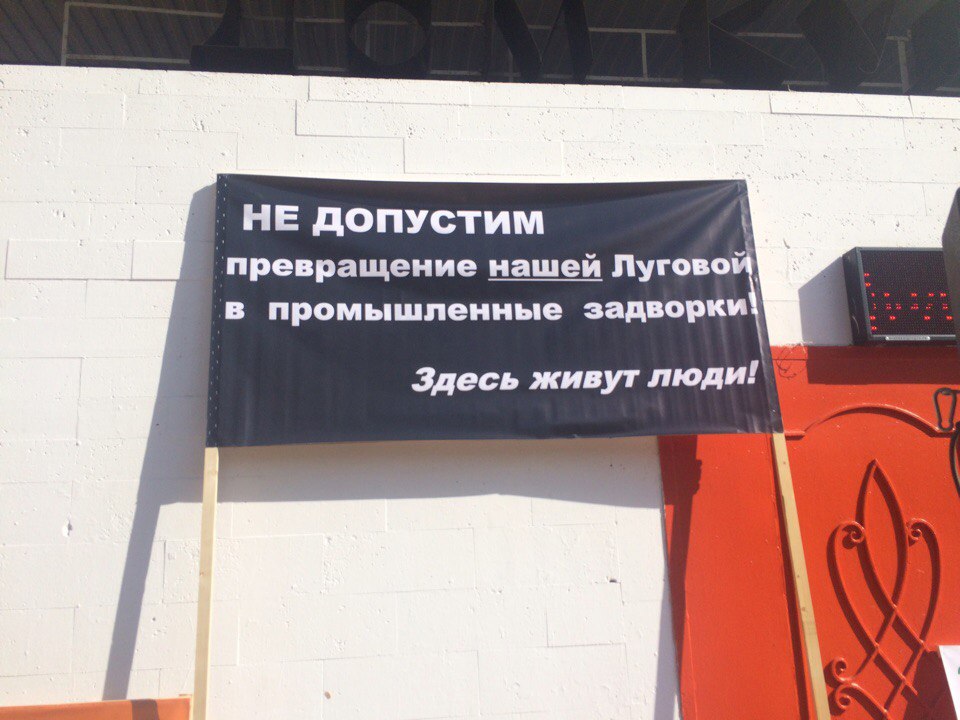 НЕ ДОПУСТИМ
превращение нашей Луговой
в промышленные задворки!
Здесь живут люди!